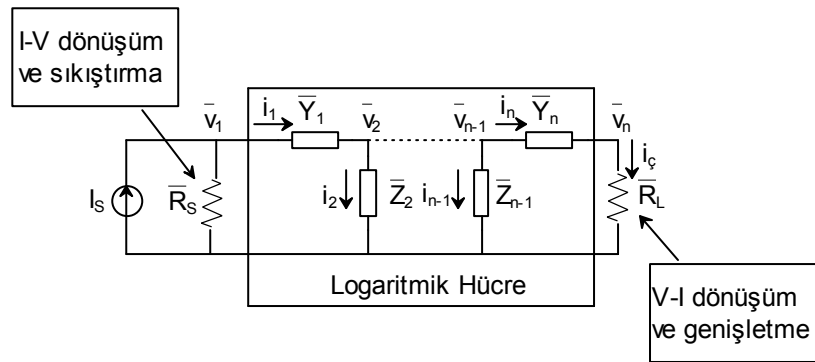 I-V dönüşüm
ve sıkıştırma
v̄1
i1
Ȳ1
v̄2
v̄n-1
in
Ȳn
v̄n
iç
IS
R̄S
i2
Z̄2
in-1
Z̄n-1
R̄L
Logaritmik Hücre
V-I dönüşüm
ve genişletme